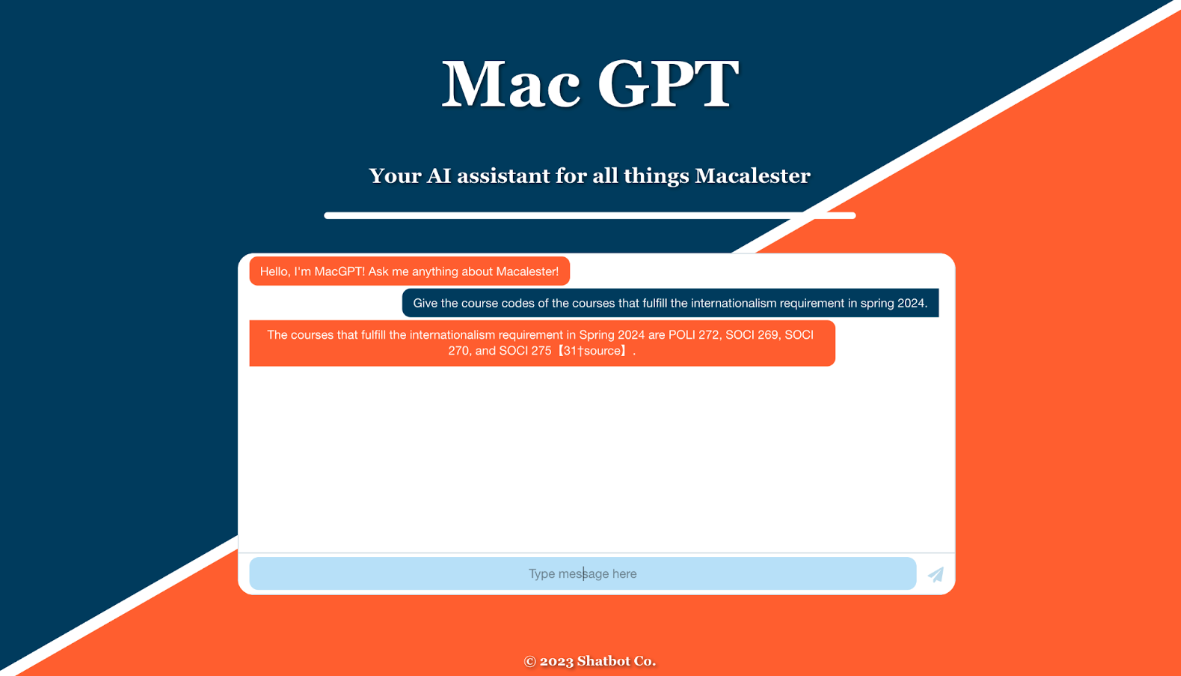 Mac GPT
Your AI assistant for all things Macalester
Hello, I'm MacGPT! Ask me anything about Macalester!
Give the course codes of the courses that fulfill the internationalism requirement in spring 2024.
The courses that fulfill the internationalism requirement in Spring 2024 are POLI 272, SOCI 269, SOCI
270, and SOCI 275【31†source】.
Type message here
© 2023 Shatbot Co.